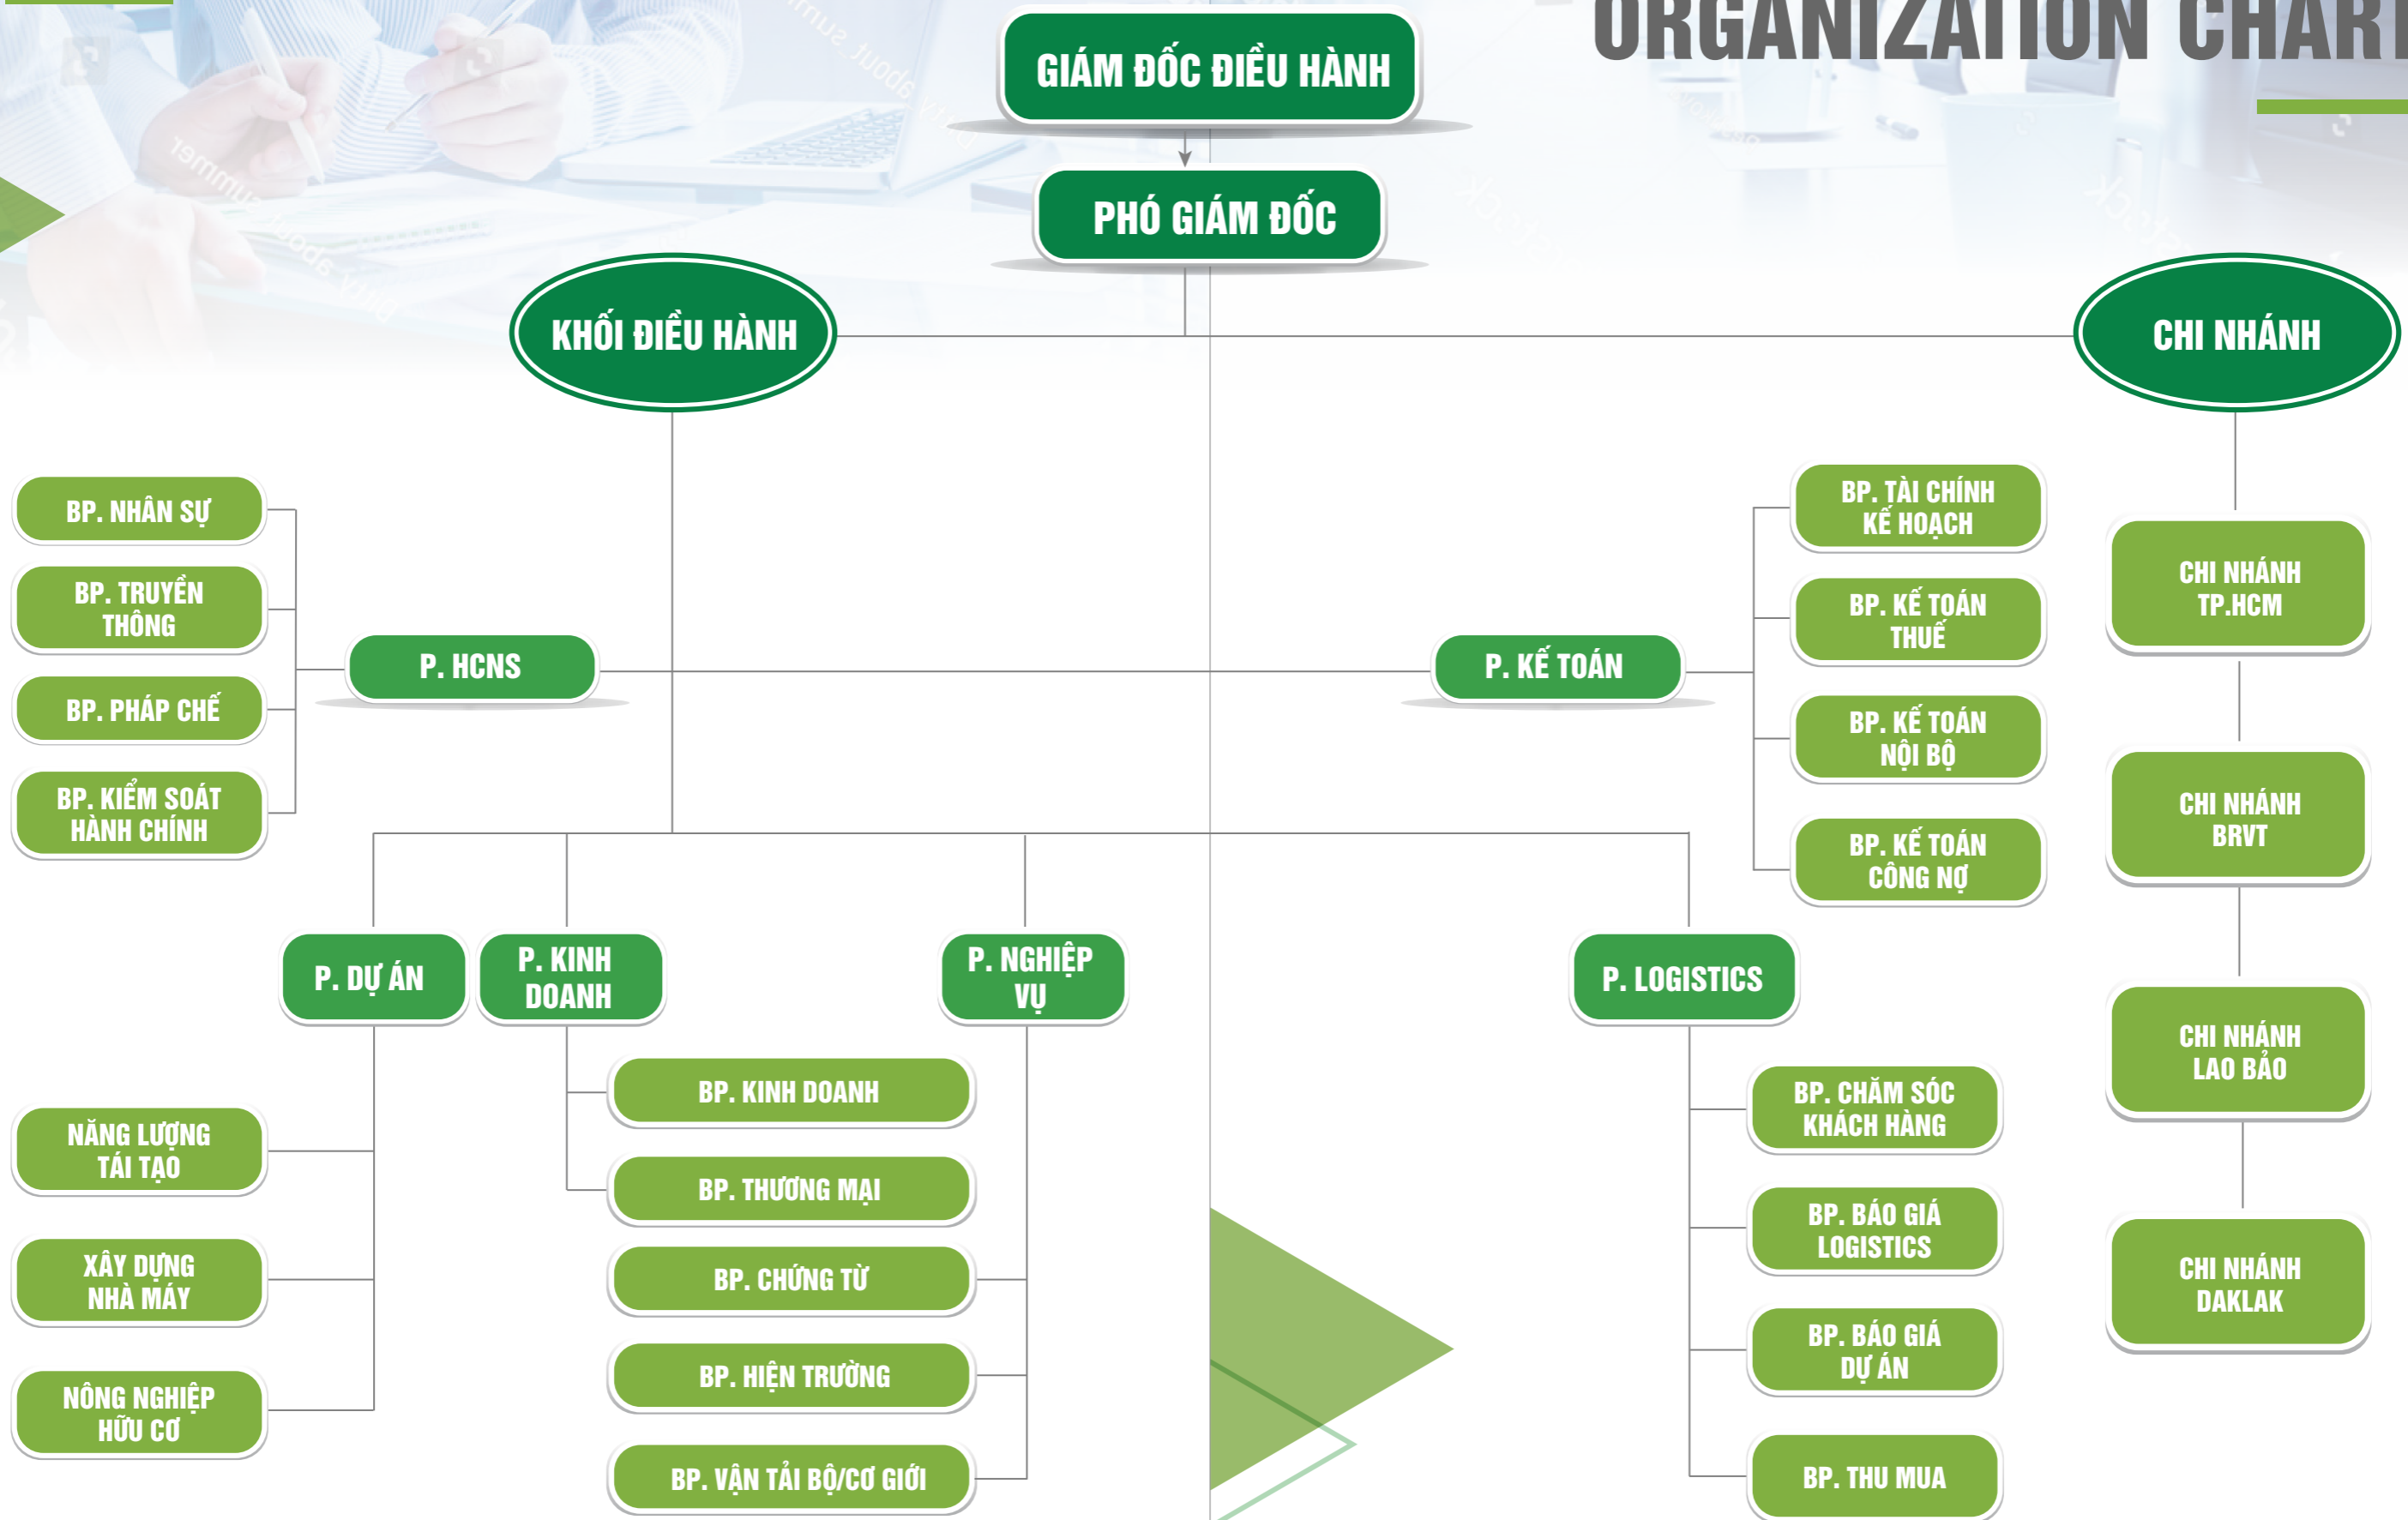 ORGANIZATION CHART
GIÁM ĐỐC ĐIỀU HÀNH
PHÓ GIÁM ĐỐC
KHỐI ĐIỀU HÀNH
CHI NHÁNH
BP. NHÂN SỰ
BP. TRUYỀN
THÔNG
BP. PHÁP CHẾ
BP. KIỂM SOÁT
HÀNH CHÍNH
P. HCNS
P. KẾ TOÁN
BP. TÀI CHÍNH
KẾ HOẠCH
BP. KẾ TOÁN
THUẾ
BP. KẾ TOÁN
NỘI BỘ
BP. KẾ TOÁN
CÔNG NỢ
CHI NHÁNH
TP.HCM
CHI NHÁNH
BRVT
CHI NHÁNH
LAO BẢO
CHI NHÁNH
DAKLAK
P. DỰ ÁN
P. KINH
DOANH
P. NGHIỆP
VỤ
P. LOGISTICS
NĂNG LƯỢNG
TÁI TẠO
XÂY DỰNG
NHÀ MÁY
NÔNG NGHIỆP
HỮU CƠ
BP. KINH DOANH
BP. THƯƠNG MẠI
BP. CHỨNG TỪ
BP. HIỆN TRƯỜNG
BP. VẬN TẢI BỘ/CƠ GIỚI
BP. CHĂM SÓC
KHÁCH HÀNG
BP. BÁO GIÁ
LOGISTICS
BP. BÁO GIÁ
DỰ ÁN
BP. THU MUA